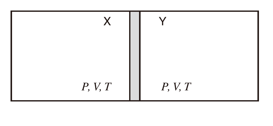 X Y
P, V, T P, V, T